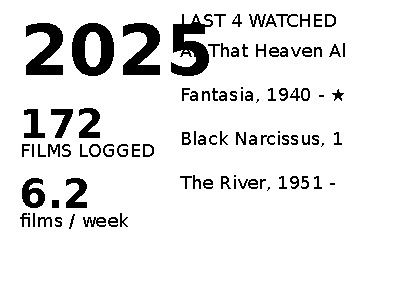 2025
172
FILMS LOGGED
6.2
films / week
LAST 4 WATCHED
That Heaven Al
Fantasia, 1940 - ★
Black Narcissus, 1
The River, 1951 -